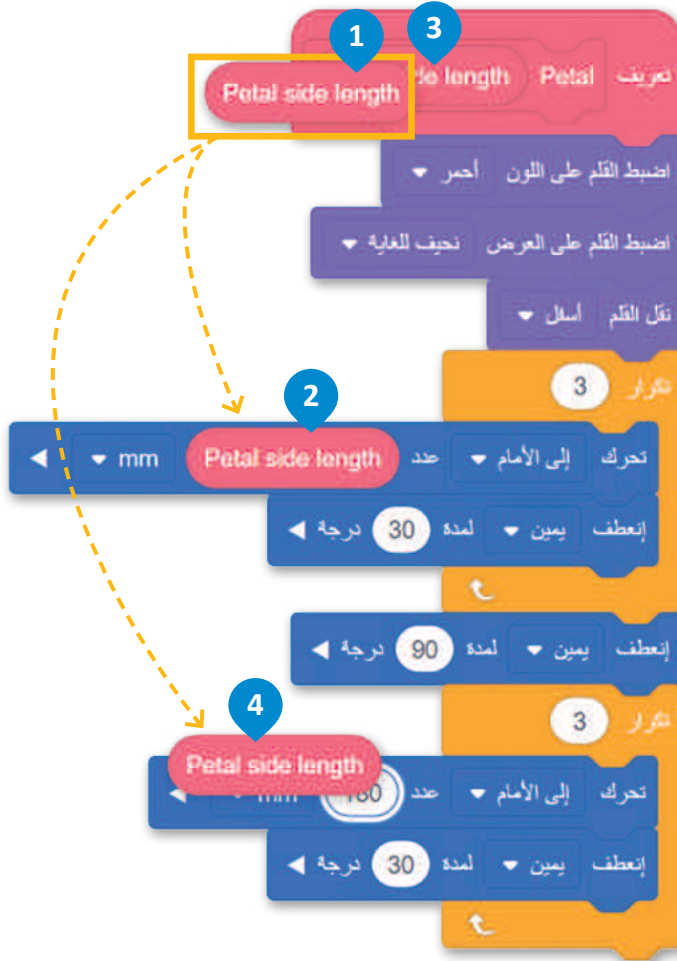 1
3
تعريف Petal de length
Petal side length
اضبط القلم على اللون أحمر
اضبط القلم على العرض نحيف للغاية
نقل القلم أسفل
تكرار 3
2
تحرك إلى الأمام عدد Petal side length mm
إنعطف يمين لمدة 30 درجة
إنعطف يمين لمدة 90 درجة
4
تكرار 3
Petal side length
تحرك إلى الأمام عدد mm
إنعطف يمين لمدة 30 درجة